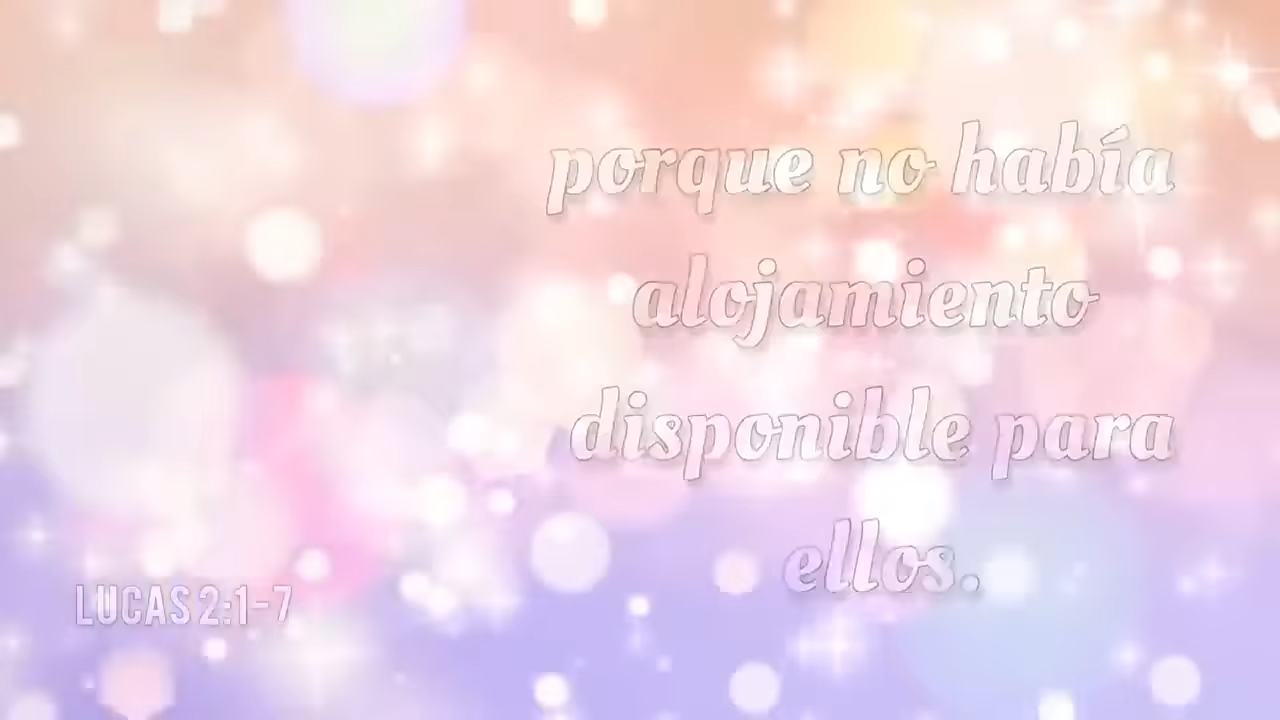 porque no había
alojamiento
disponible para
ellos.
LUCAS 2:1-7